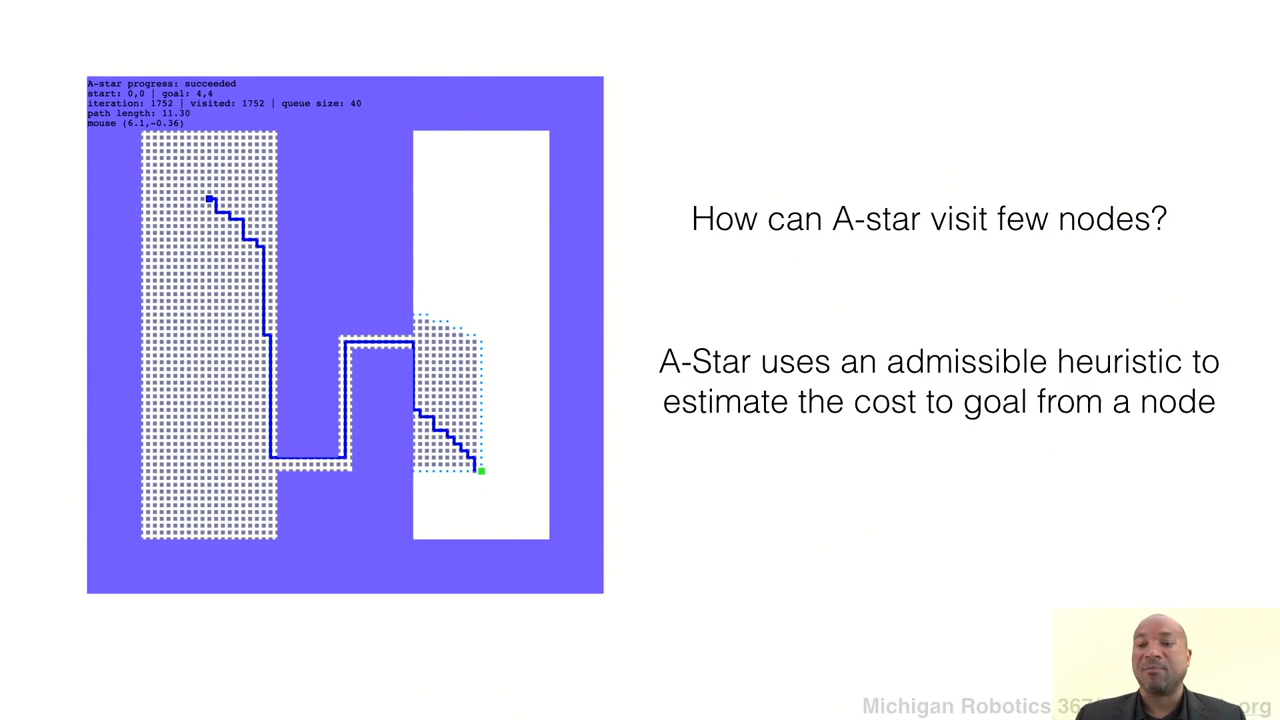 A-star progress: succeeded
start: 0,0 | goal: 4,4
iteration: 1752 | visited: 1752 | queue size: 40
path length: 11.30
mouse (6.1,-0.36)
How can A-star visit few nodes?
A-Star uses an admissible heuristic to
estimate the cost to goal from a node
Michigan Robotics 367 org